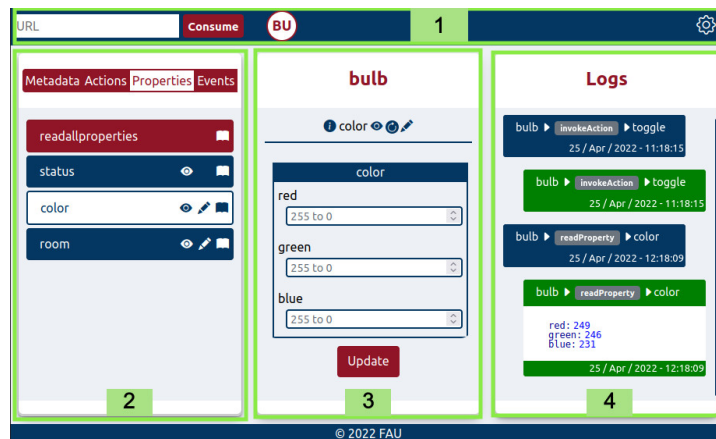 URL
Consume
BU
1
Metadata Actions Properties Events
readallproperties
status
color
room
2
bulb
color
color
red
255 to 0
green
255 to 0
blue
255 to 0
Update
3
Logs
bulb invokeAction toggle
25 / Apr / 2022 - 11:18:15
bulb invokeAction toggle
25 / Apr / 2022 - 11:18:15
bulb readProperty color
25 / Apr / 2022 - 12:18:09
bulb readProperty color
red: 249
green: 246
blue: 231
25 / Apr / 2022 - 12:18:09
4
© 2022 FAU